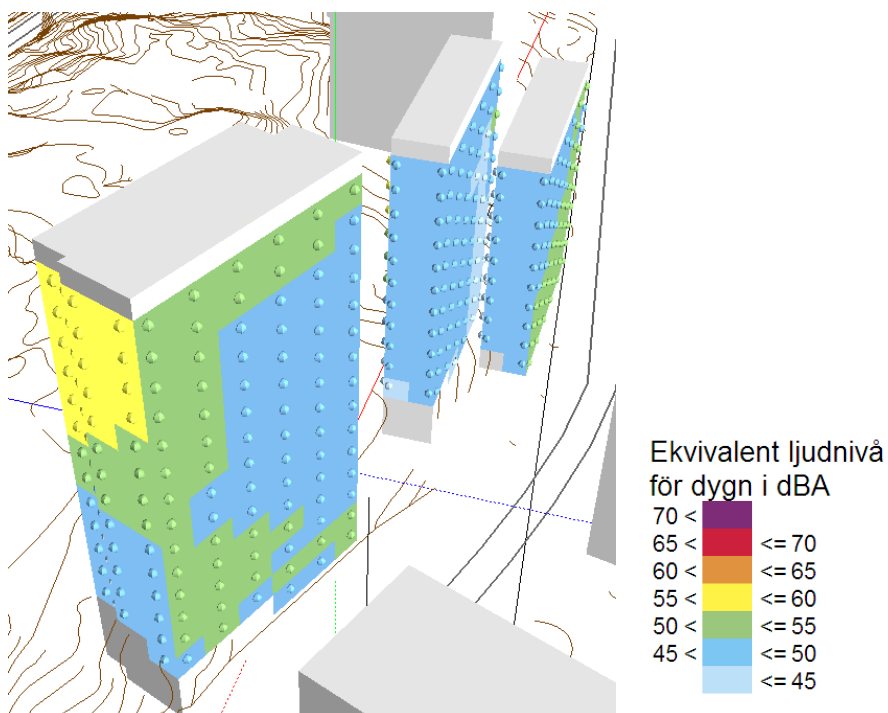 Ekvivalent ljudnivå
för dygn i dBA
70 <
65 < <= 70
60 < <= 65
55 < <= 60
50 < <= 55
45 < <= 50
<= 45